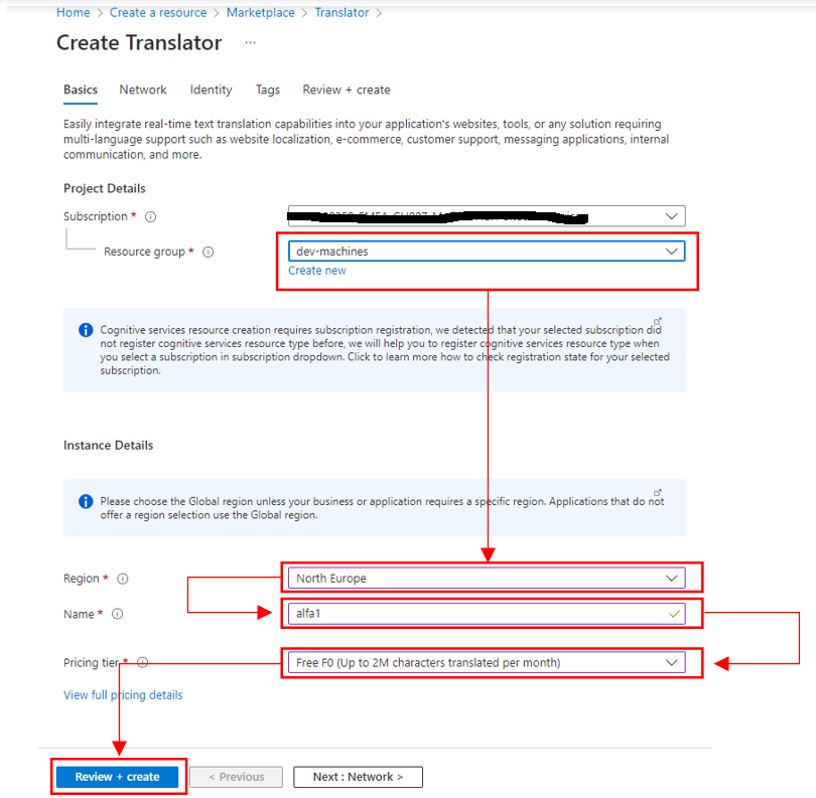 Home > Create a resource > Marketplace > Translator >
Create Translator ...
Basics Network Identity Tags Review + create
Easily integrate real-time text translation capabilities into your application's websites, tools, or any solution requiring
multi-language support such as website localization, e-commerce, customer support, messaging applications, internal
communication, and more.
Project Details
Subscription *
Resource group * dev-machines
Create new
Cognitive services resource creation requires subscription registration, we detected that your selected subscription did
not register cognitive services resource type before, we will help you to register cognitive services resource type when
you select a subscription in subscription dropdown. Click to learn more how to check registration state for your selected
subscription.
Instance Details
Please choose the Global region unless your business or application requires a specific region. Applications that do not
offer a region selection use the Global region.
Region * North Europe
Name * alfa1
Pricing tier * Free F0 (Up to 2M characters translated per month)
View full pricing details
Review + create < Previous Next : Network >